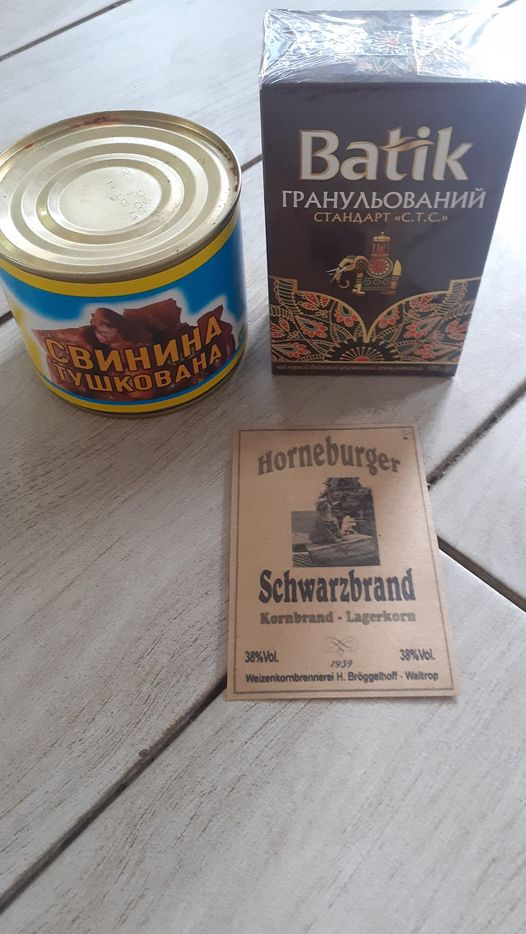 СВИНИНА
ТУШКОВАНА
Batik
ГРАНУЛЬОВАНИЙ
СТАНДАРТ «С.Т.С.»
Horneburger
Schwarzbrand
Kornbrand - Lagerkorn
38%Vol. 38%Vol.
1939
Weizenkornbrennerei H. Bröggelhoff - Waltrop